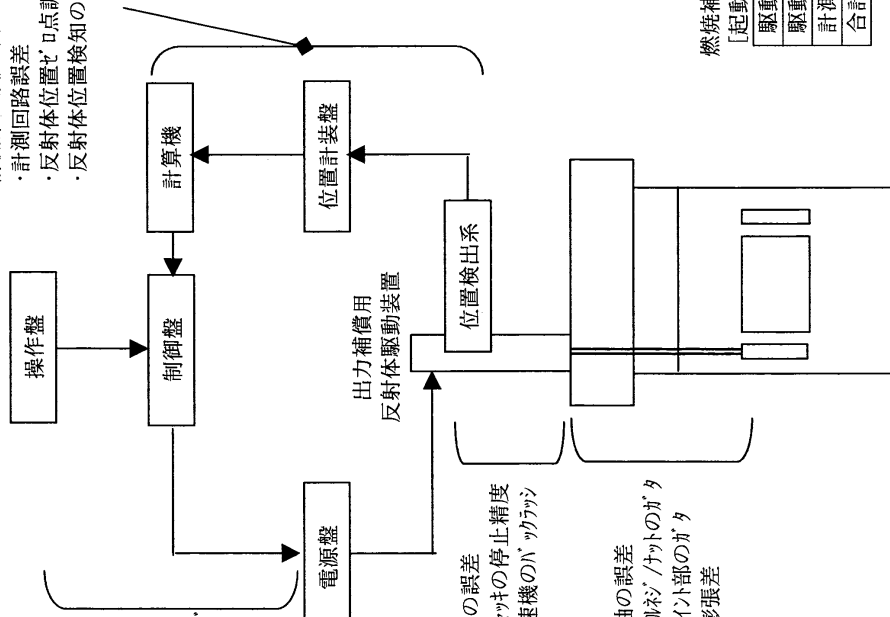 ・計測回路誤差
・反射体位置ゼロ点誤
・反射体位置検知の
計算機
位置計装盤
操作盤
制御盤
出力補償用
反射体駆動装置
位置検出系
電源盤
の誤差
キの停止精度
速機のバックラッシ
の誤差
ルネジ/ナットのガタ
イント部のガタ
膨張差
燃焼補
[起動
駆動
駆動
計測
合計